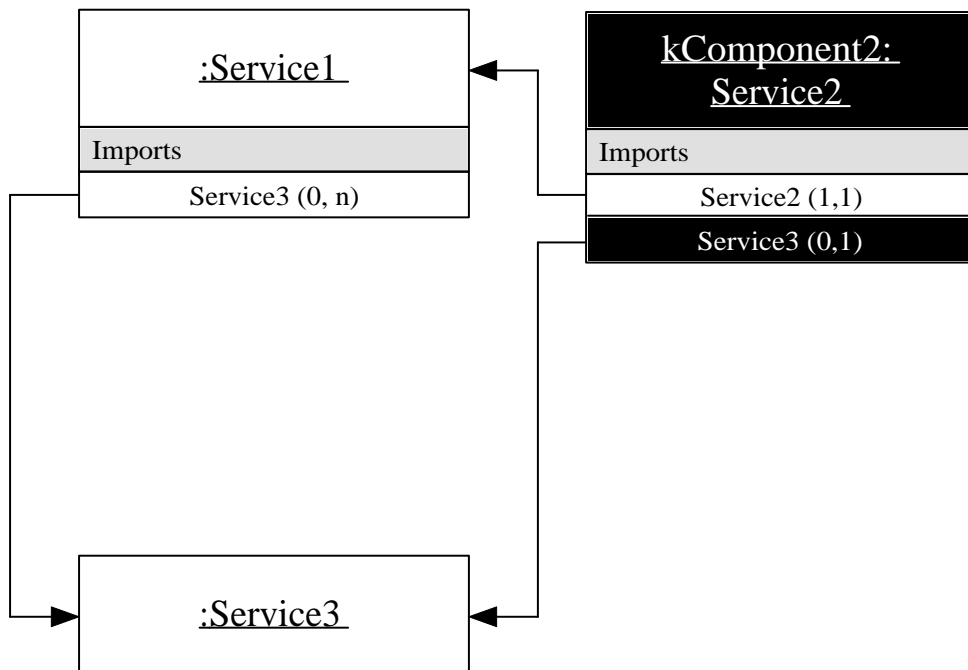 :Service1
Imports
Service3 (0, n)
kComponent2:
Service2
Imports
Service2 (1,1)
Service3 (0,1)
:Service3